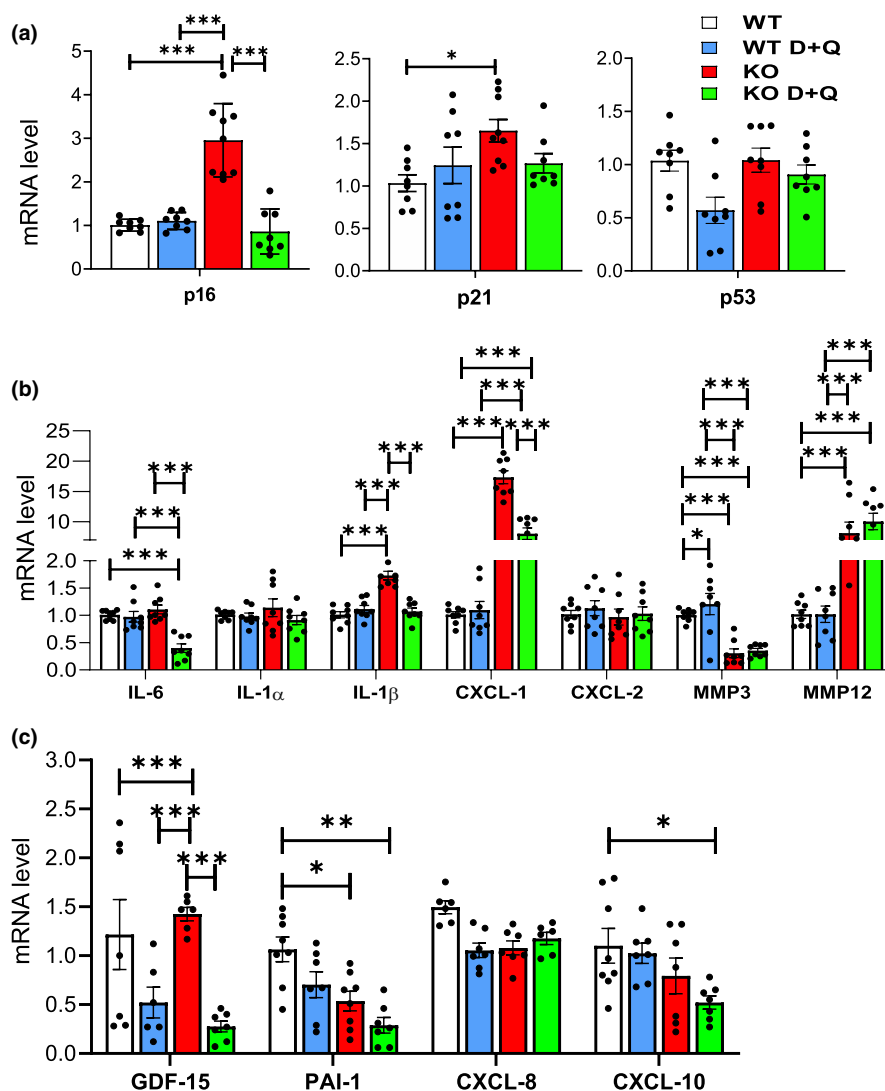 (a)
WT
WT D+Q
KO
KO D+Q
mRNA level
5
4
3
2
1
0
*** *** ***
p16
2.5
2.0
1.5
1.0
0.5
0.0
*
p21
2.0
1.5
1.0
0.5
0.0
p53
(b)
mRNA level
25
20
15
10
2.0
1.5
1.0
0.5
0.0
*** *** ***
*** *** ***
*** *** *** ***
* *** *** *** ***
*** *** *** ***
IL-6 IL-1α IL-1β CXCL-1 CXCL-2 MMP3 MMP12
(c)
mRNA level
3.0
2.5
2.0
1.5
1.0
0.5
0.0
*** *** ***
** *
*
GDF-15 PAI-1 CXCL-8 CXCL-10